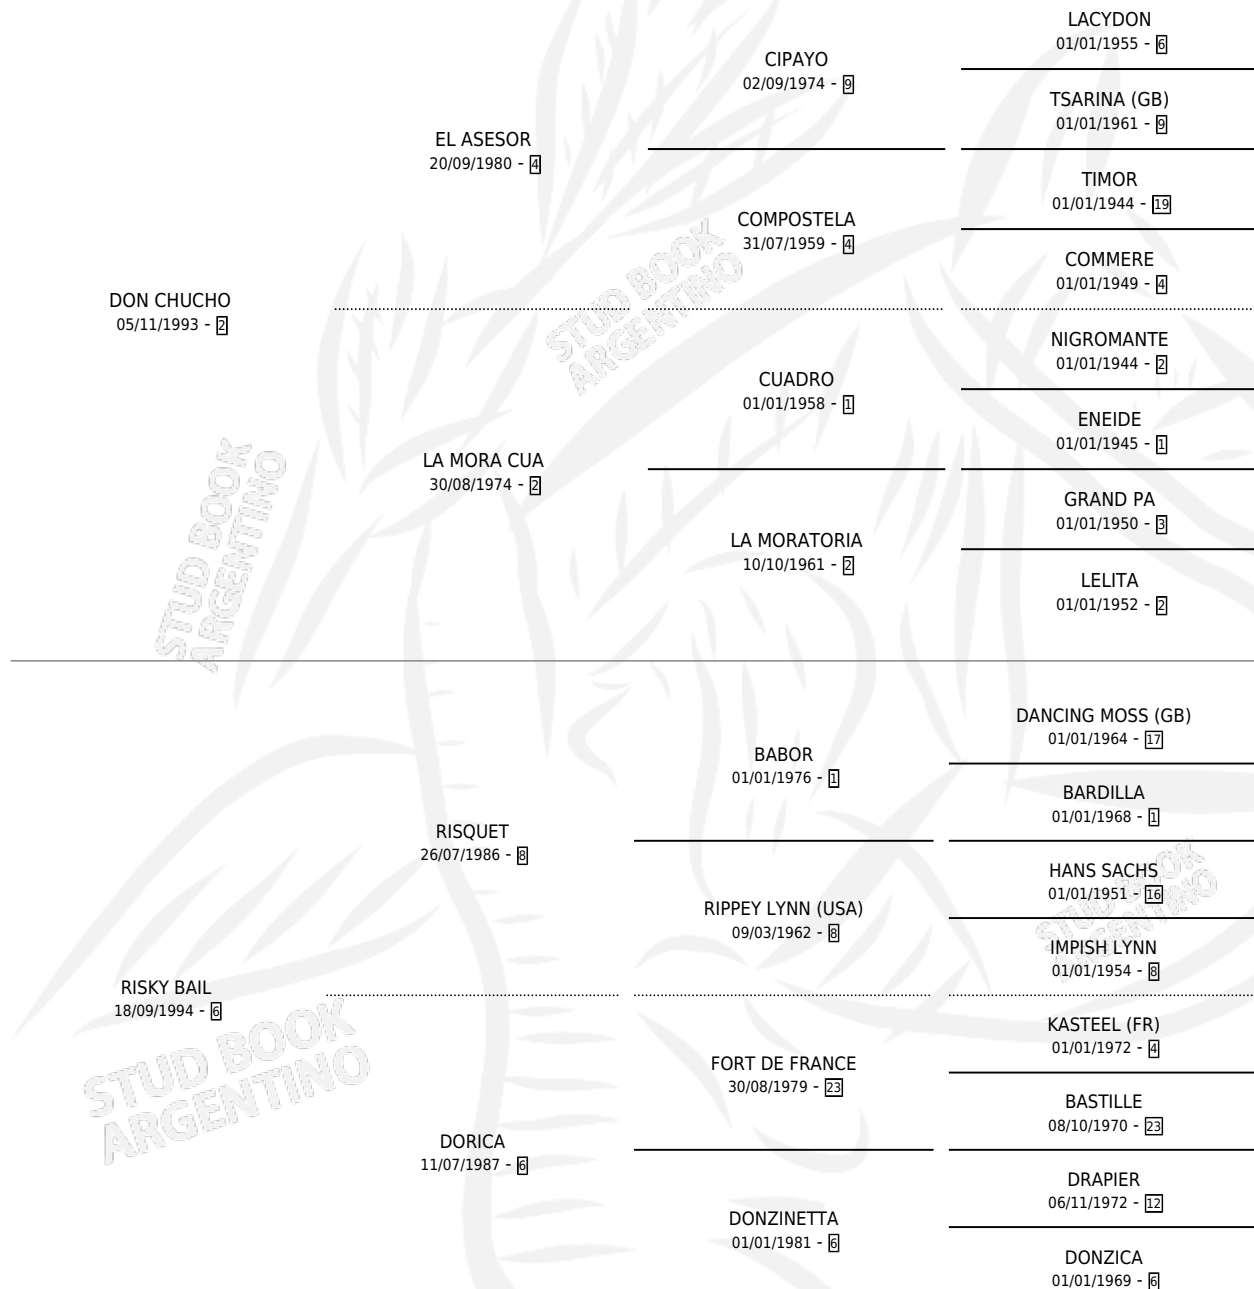 LACYDON
01/01/1955 - 6
CIPAYO
02/09/1974 - 9
TSARINA (GB)
01/01/1961 - 9
EL ASESOR
20/09/1980 - 4
TIMOR
01/01/1944 - 19
COMPOSTELA
31/07/1959 - 4
COMMERE
01/01/1949 - 4
DON CHUCHO
05/11/1993 - 2
NIGROMANTE
01/01/1944 - 2
CUADRO
01/01/1958 - 1
ENEIDE
01/01/1945 - 1
LA MORA CUA
30/08/1974 - 2
GRAND PA
01/01/1950 - 3
LA MORATORIA
10/10/1961 - 2
LELITA
01/01/1952 - 2
DANCING MOSS (GB)
01/01/1964 - 17
BABOR
01/01/1976 - 1
BARDILLA
01/01/1968 - 1
RISQUET
26/07/1986 - 8
HANS SACHS
01/01/1951 - 16
RIPPEY LYNN (USA)
09/03/1962 - 8
IMPISH LYNN
01/01/1954 - 8
RISKY BAIL
18/09/1994 - 6
KASTEEL (FR)
01/01/1972 - 4
FORT DE FRANCE
30/08/1979 - 23
BASTILLE
08/10/1970 - 23
DORICA
11/07/1987 - 6
DRAPIER
06/11/1972 - 12
DONZINETTA
01/01/1981 - 6
DONZICA
01/01/1969 - 6
STUD BOOK
ARGENTINO
STUD BOOK
ARGENTINO
STUD BOOK
ARGENTINO
STUD BOOK
ARGENTINO